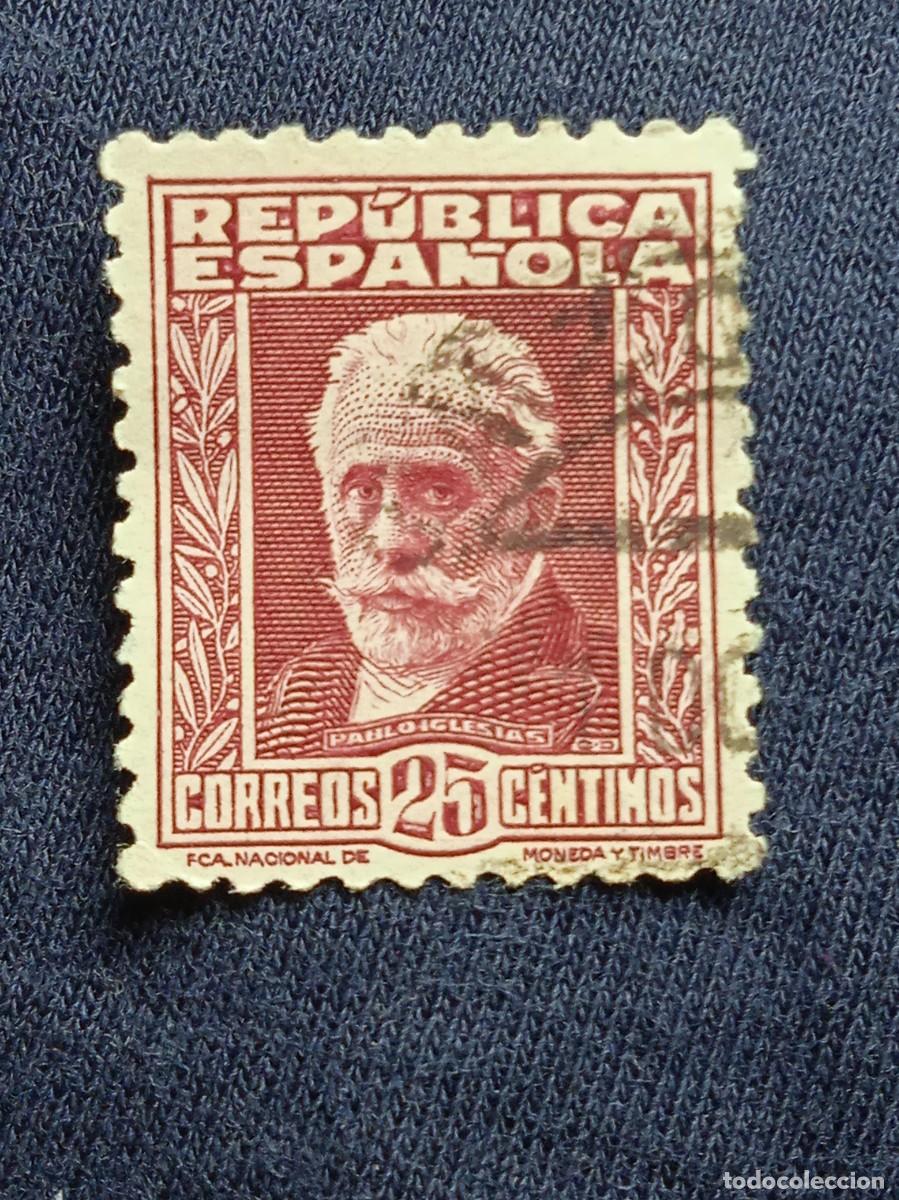 REPÚBLICA
ESPAÑOLA
PABLO IGLESIAS
CORREOS 25 CÉNTIMOS
FCA. NACIONAL DE MONEDA Y TIMBRE
todocoleccion